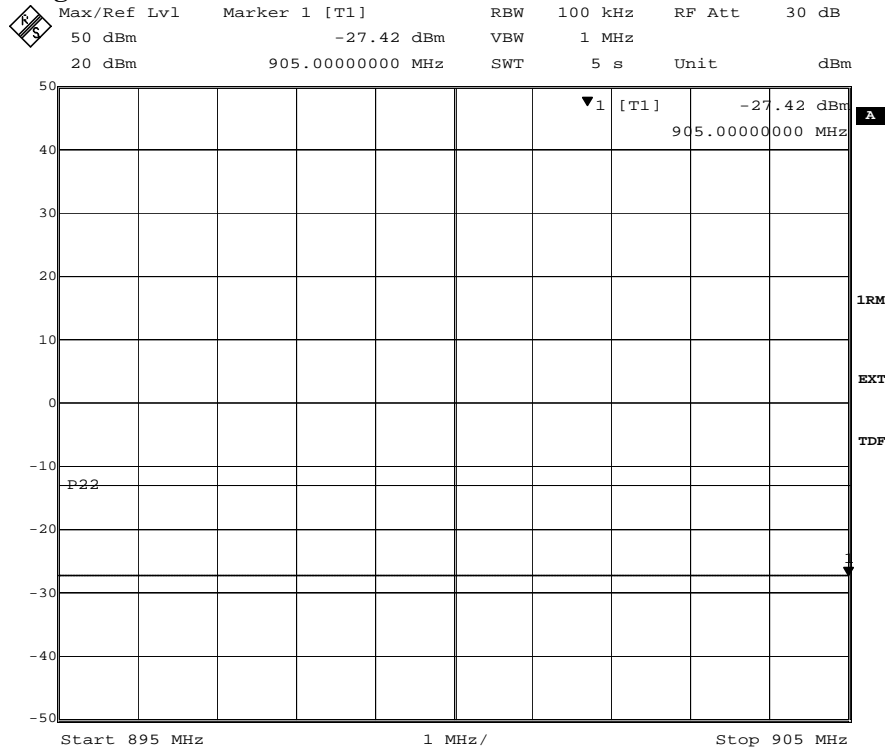 Max/Ref Lvl Marker 1 [T1] RBW 100 kHz RF Att 30 dB
50 dBm -27.42 dBm VBW 1 MHz
20 dBm 905.00000000 MHz SWT 5 s Unit dBm
R
S
50
1 [T1] -27.42 dBm
A
905.00000000 MHz
40
30
20
1RM
10
EXT
0
TDF
-10
P22
-20
1
-30
-40
-50
Start 895 MHz 1 MHz/ Stop 905 MHz